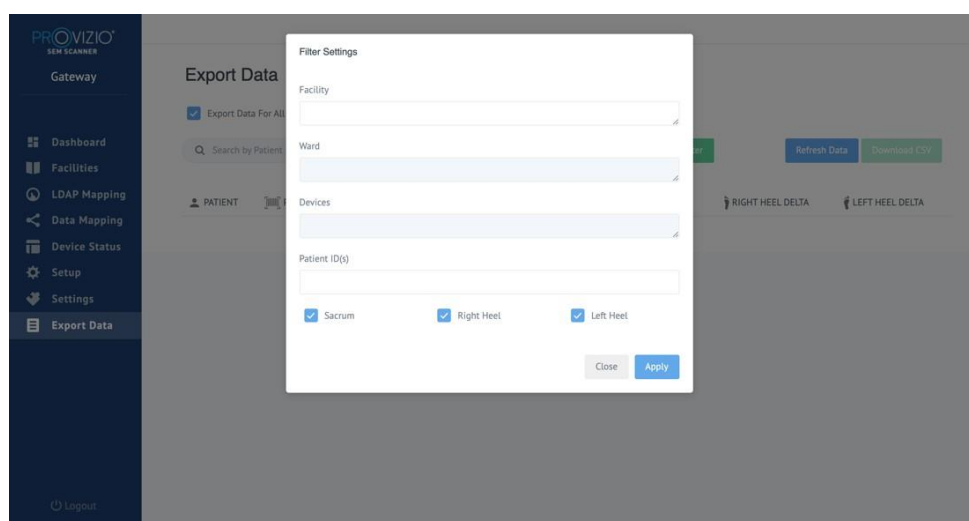 PROVIZIO®
SEM SCANNER
Gateway
Dashboard
Facilities
LDAP Mapping
Data Mapping
Device Status
Setup
Settings
Export Data
Logout
Export Data
Export Data For All
Search by Patient
Refresh Data
Download CSV
PATIENT
RIGHT HEEL DELTA
LEFT HEEL DELTA
Filter Settings
Facility
Ward
Devices
Patient ID(s)
Sacrum
Right Heel
Left Heel
Close
Apply